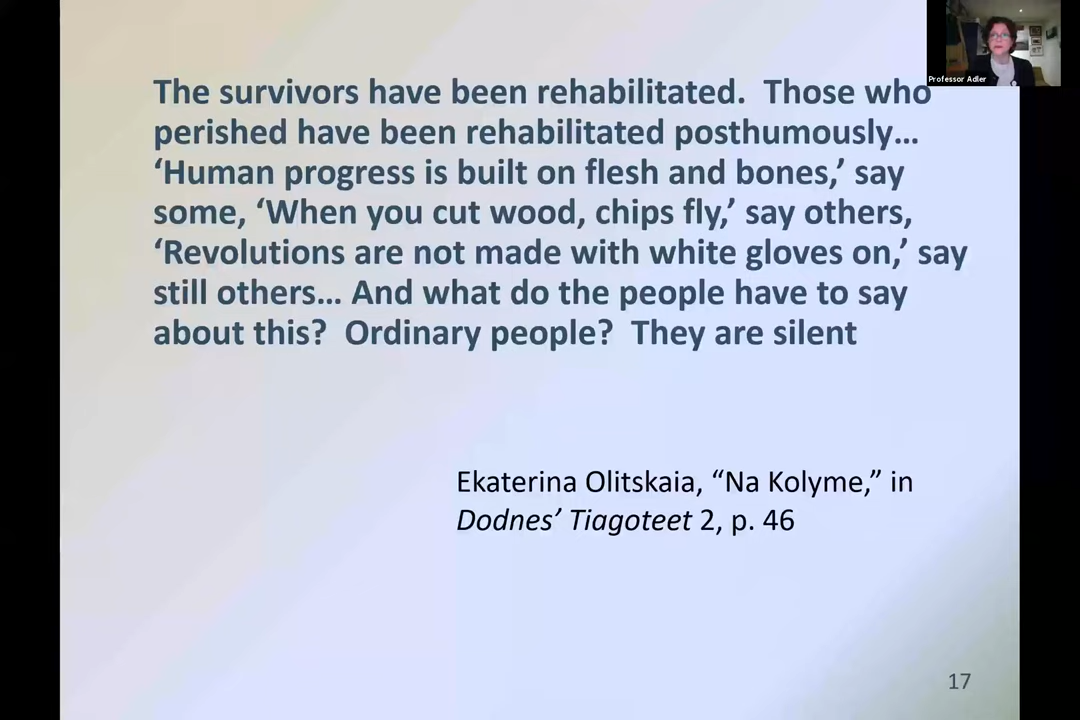 Professor Adler
The survivors have been rehabilitated.  Those who
perished have been rehabilitated posthumously…
‘Human progress is built on flesh and bones,’ say
some, ‘When you cut wood, chips fly,’ say others,
‘Revolutions are not made with white gloves on,’ say
still others… And what do the people have to say
about this?  Ordinary people?  They are silent
Ekaterina Olitskaia, “Na Kolyme,” in
Dodnes’ Tiagoteet 2, p. 46
17